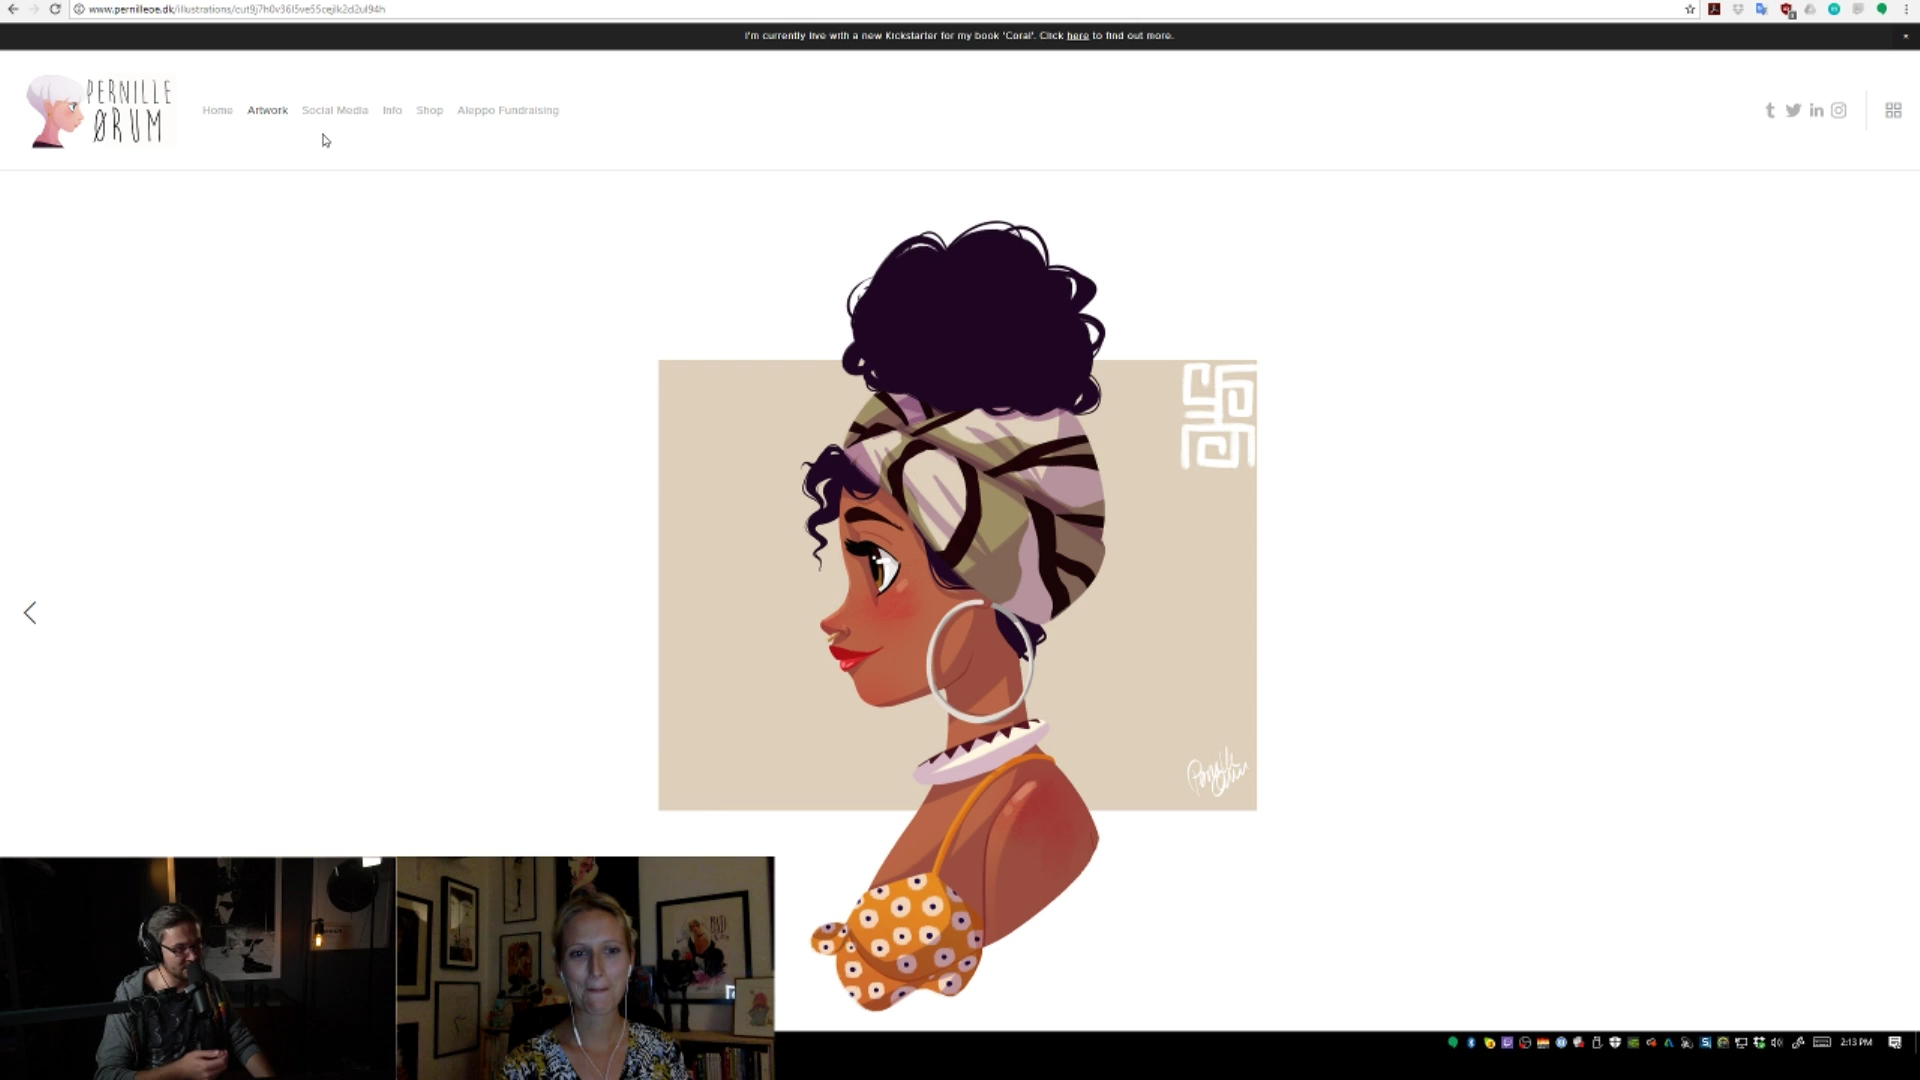 www.pernilleoe.dk/illustrations/cut9j7h0v36l5ve55cejlk2d2ul94h
I'm currently live with a new Kickstarter for my book 'Coral'. Click here to find out more.
PERNILLE
ØRUM
Home Artwork Social Media Info Shop Aleppo Fundraising
2:13 PM